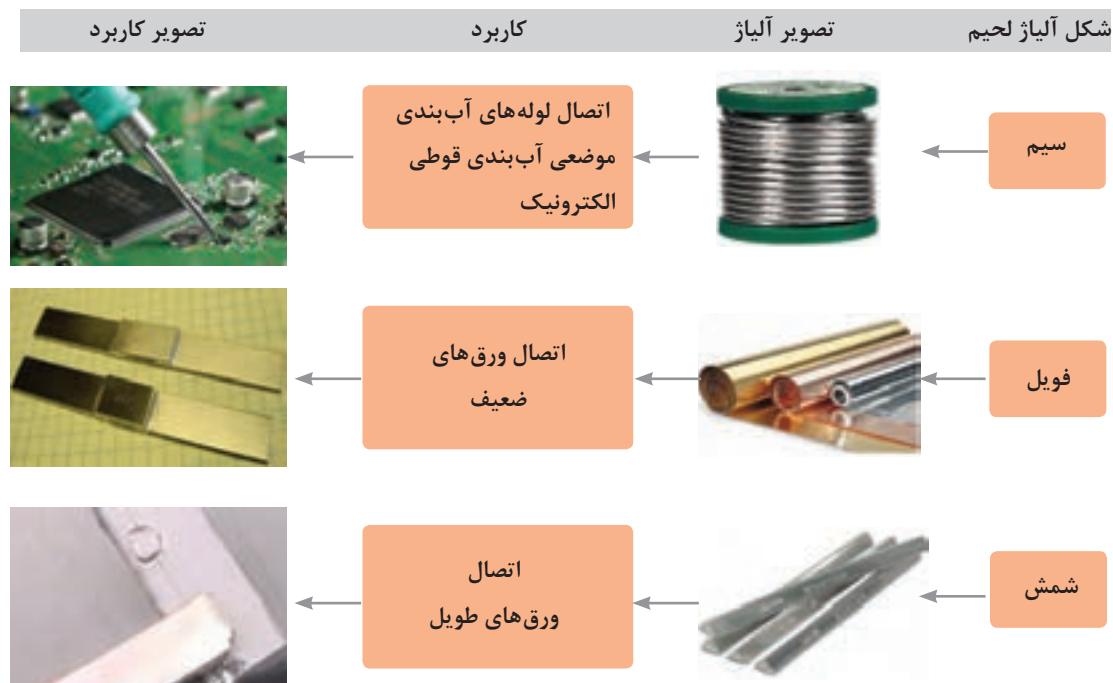 شکل آلیاژ لحیم
تصویر آلیاژ
کاربرد
تصویر کاربرد
سیم
اتصال لوله‌های آب‌بندی
موضعی آب‌بندی قوطی
الکترونیک
فویل
اتصال ورق‌های
ضعیف
شمش
اتصال
ورق‌های طویل